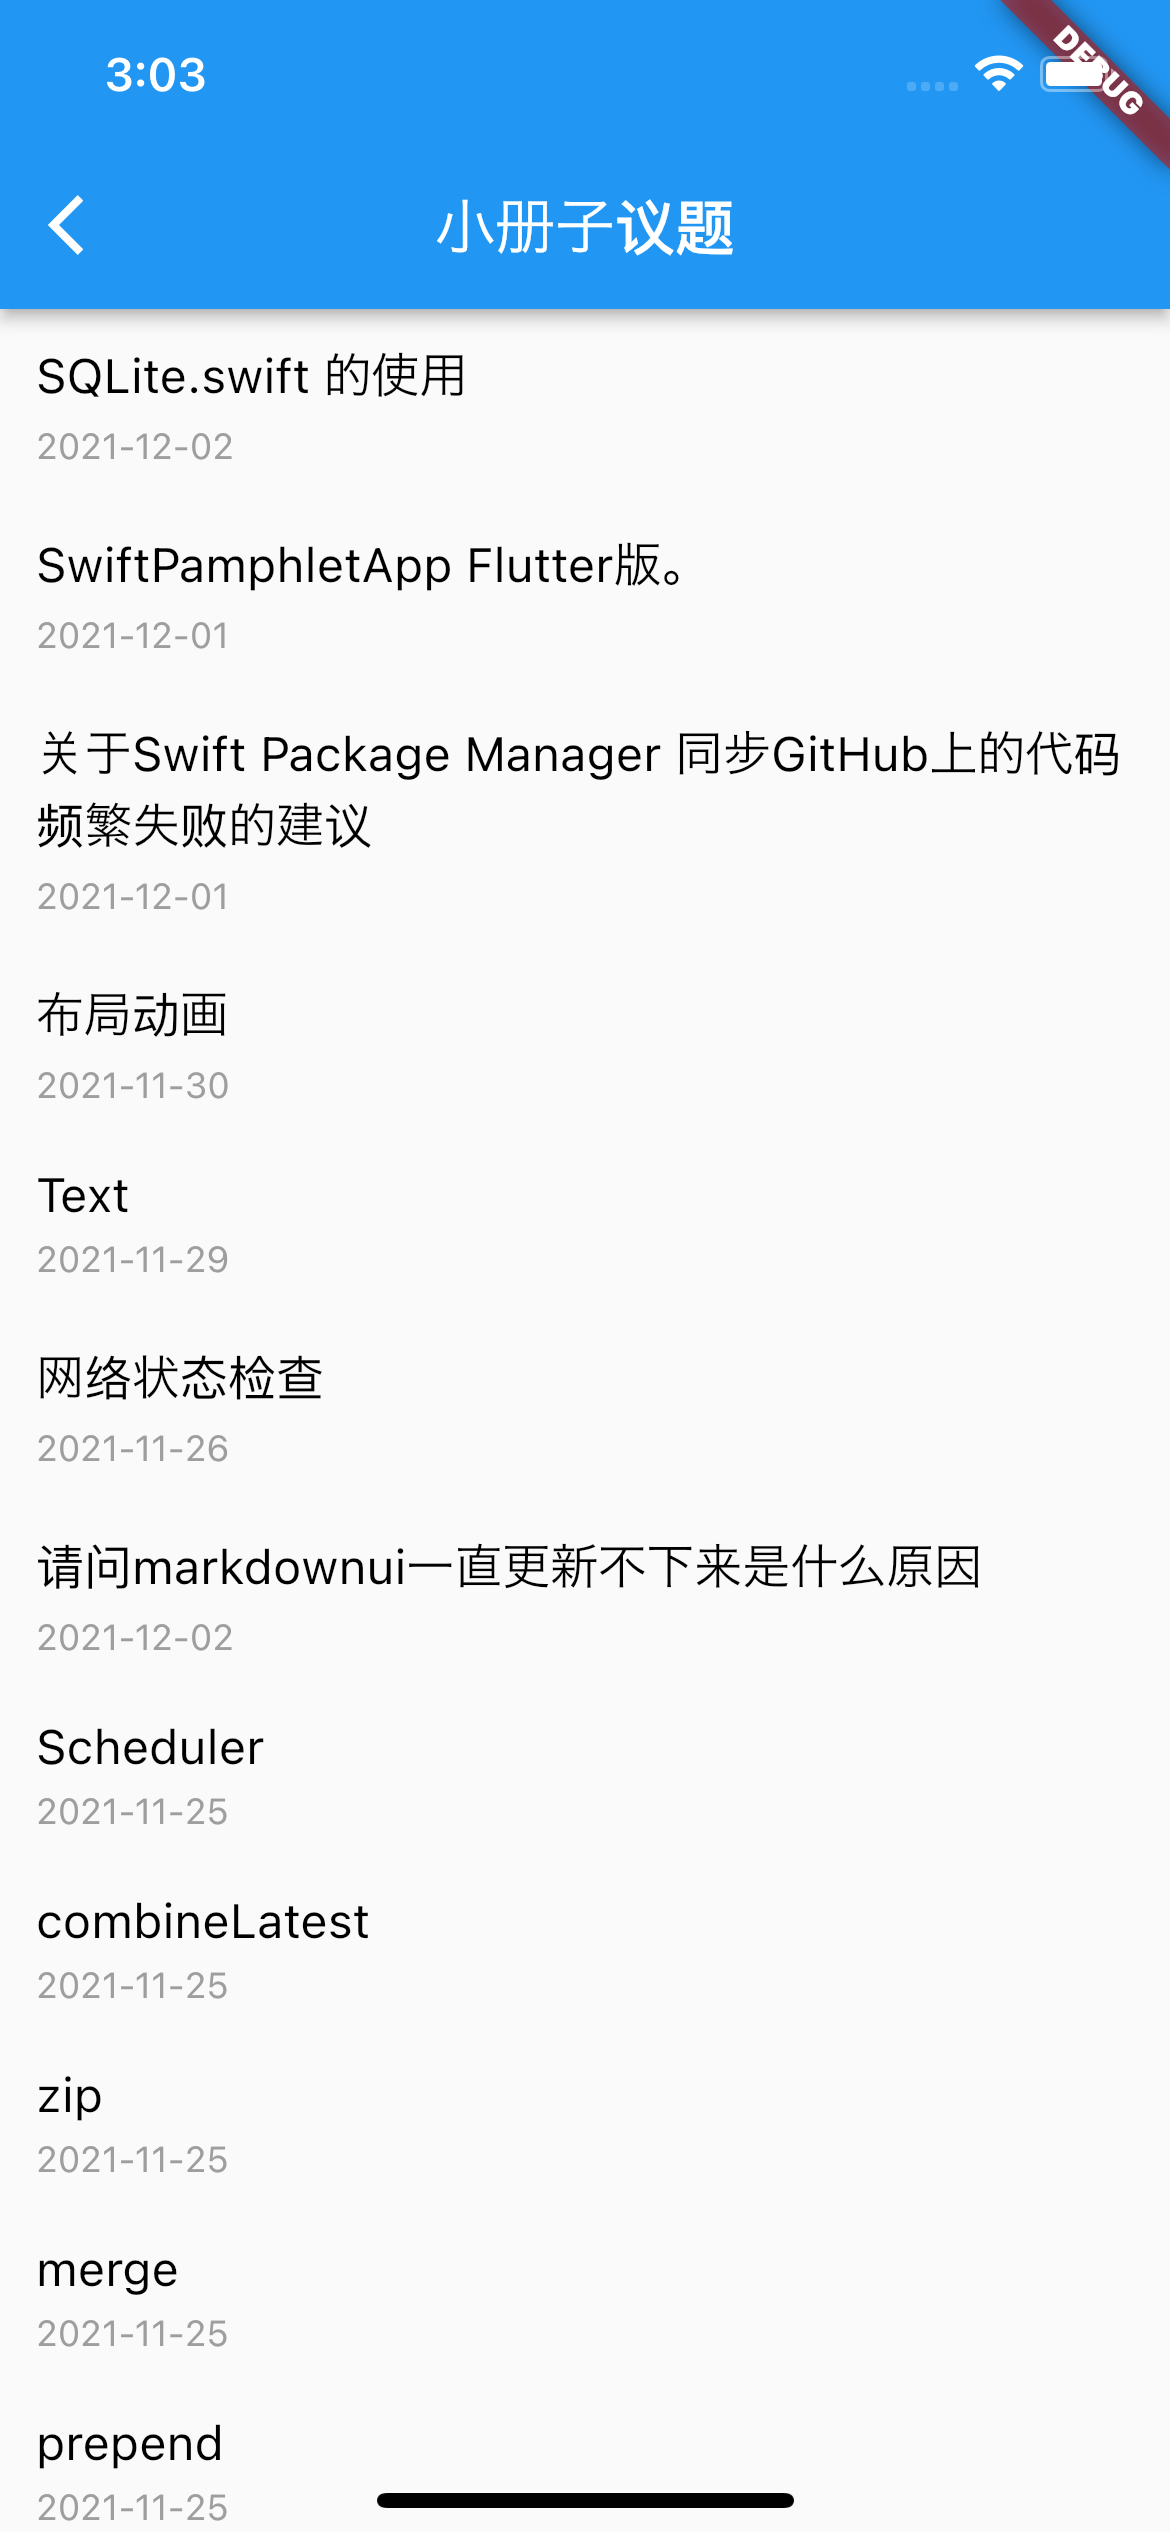 3:03
DEBUG
小册子议题
SQLite.swift 的使用
2021-12-02
SwiftPamphletApp Flutter版。
2021-12-01
关于Swift Package Manager 同步GitHub上的代码
频繁失败的建议
2021-12-01
布局动画
2021-11-30
Text
2021-11-29
网络状态检查
2021-11-26
请问markdownui一直更新不下来是什么原因
2021-12-02
Scheduler
2021-11-25
combineLatest
2021-11-25
zip
2021-11-25
merge
2021-11-25
prepend
2021-11-25